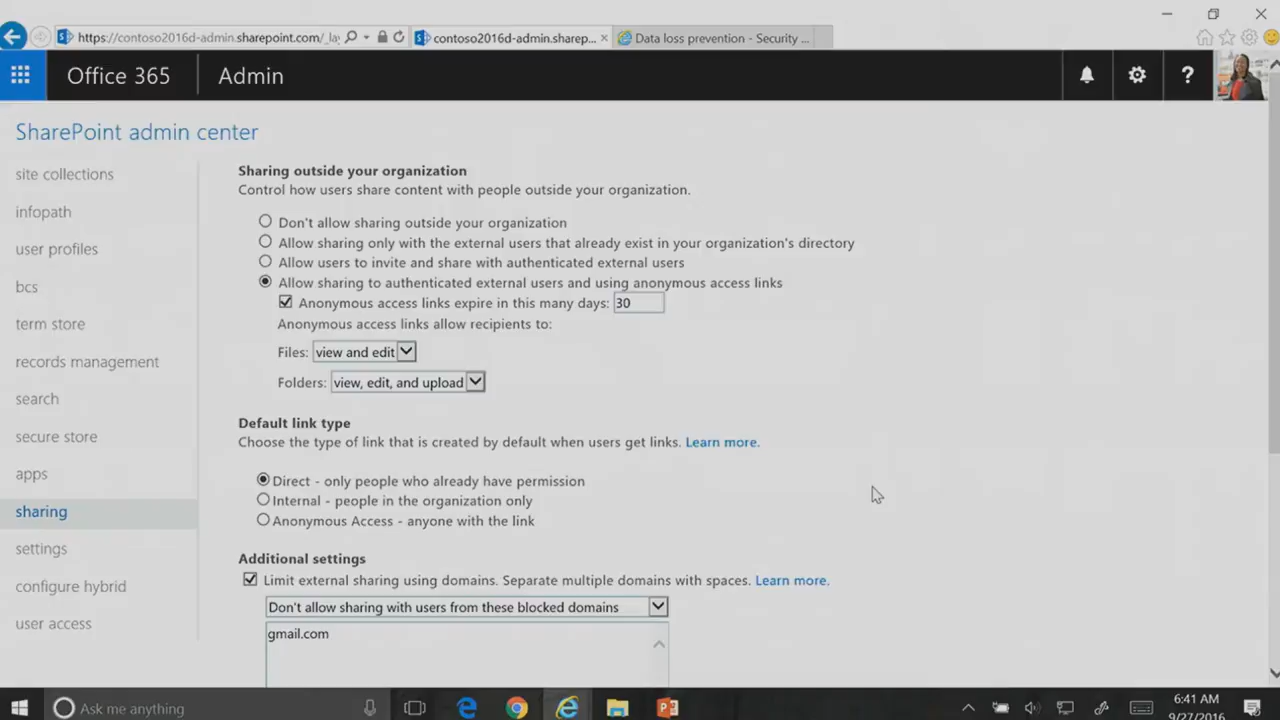 https://contoso2016d-admin.sharepoint.com/_la
contoso2016d-admin.sharep...
Data loss prevention - Security ...
Office 365
Admin
?
SharePoint admin center
site collections
infopath
user profiles
bcs
term store
records management
search
secure store
apps
sharing
settings
configure hybrid
user access
Sharing outside your organization
Control how users share content with people outside your organization.
Don't allow sharing outside your organization
Allow sharing only with the external users that already exist in your organization's directory
Allow users to invite and share with authenticated external users
Allow sharing to authenticated external users and using anonymous access links
Anonymous access links expire in this many days: 30
Anonymous access links allow recipients to:
Files: view and edit
Folders: view, edit, and upload
Default link type
Choose the type of link that is created by default when users get links. Learn more.
Direct - only people who already have permission
Internal - people in the organization only
Anonymous Access - anyone with the link
Additional settings
Limit external sharing using domains. Separate multiple domains with spaces. Learn more.
Don't allow sharing with users from these blocked domains
gmail.com
Ask me anything
6:41 AM
9/27/2016